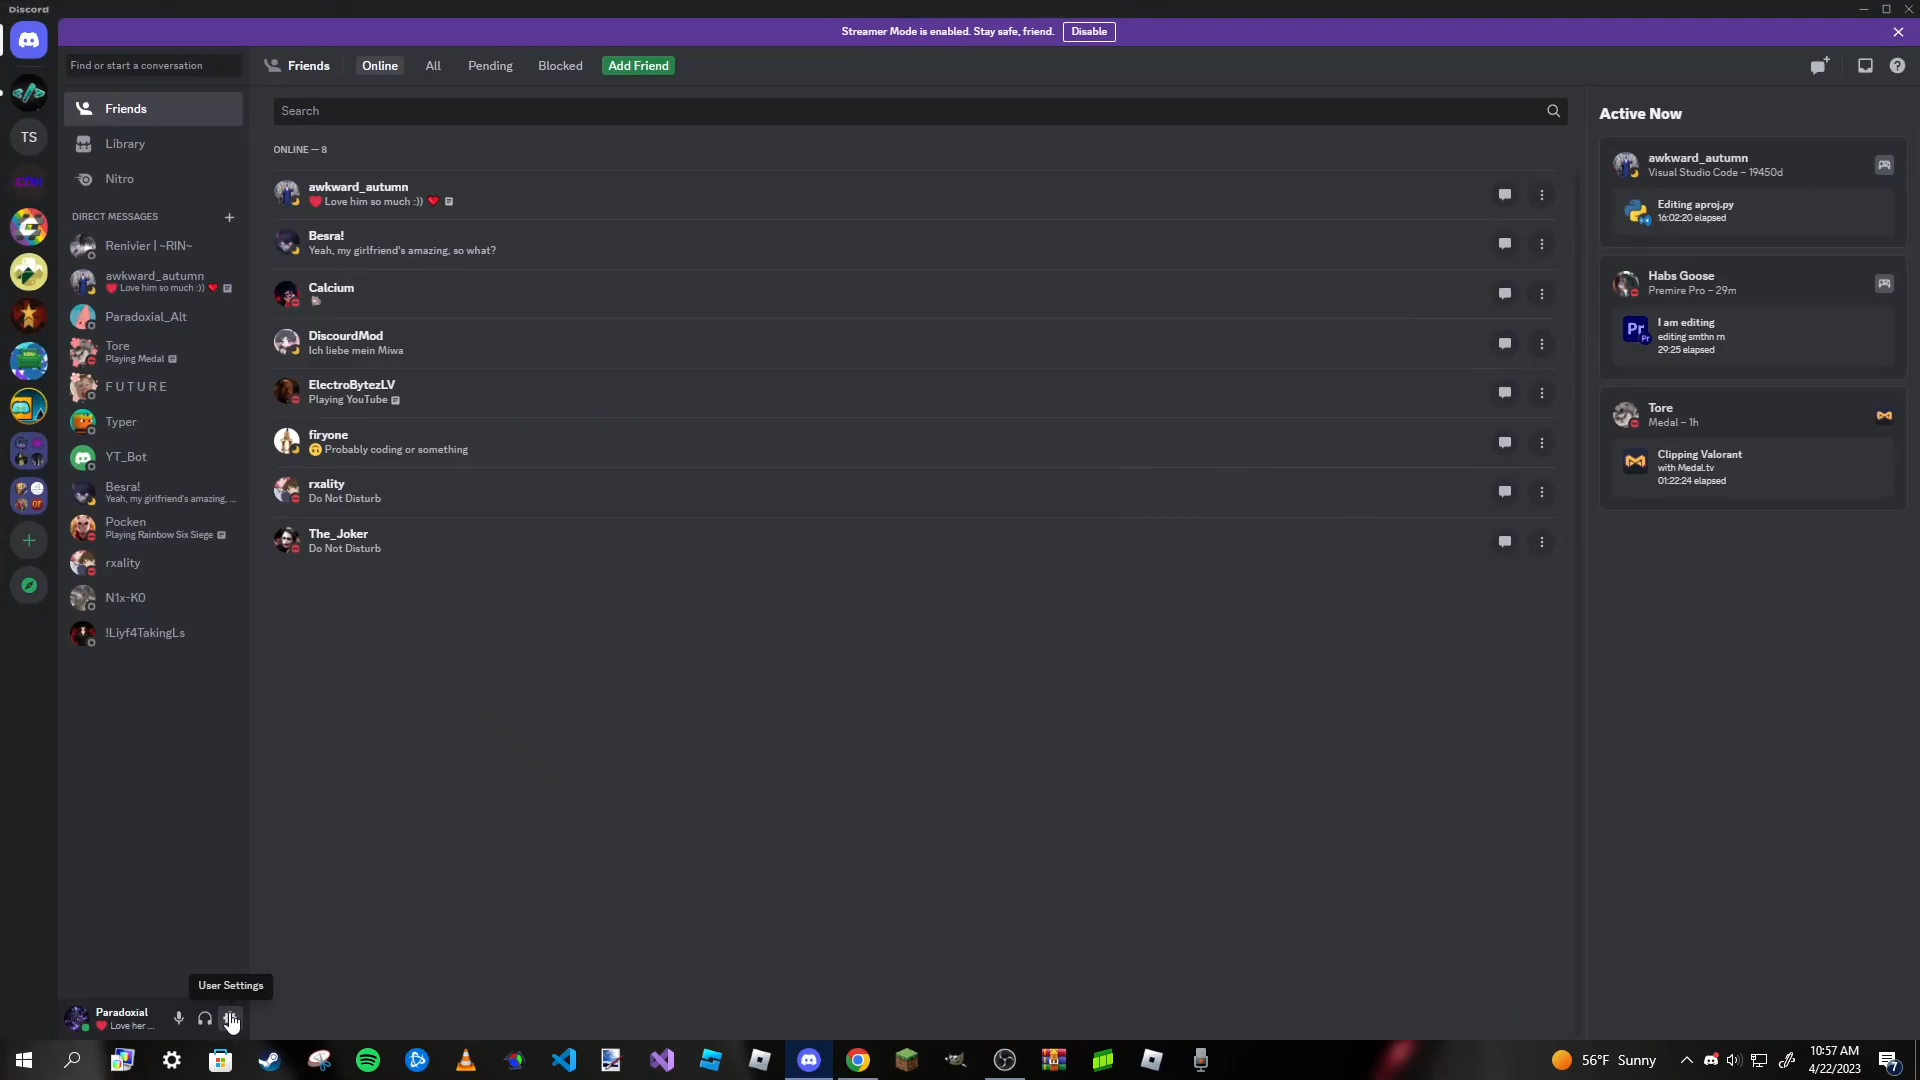 Discord
Streamer Mode is enabled. Stay safe, friend.
Disable
Find or start a conversation
Friends
Online
All
Pending
Blocked
Add Friend
Friends
Library
Nitro
DIRECT MESSAGES
Renivier | ~RIN~
awkward_autumn
Love him so much :))
Paradoxial_Alt
Tore
Playing Medal
F U T U R E
Typer
YT_Bot
Besra!
Yeah, my girlfriend's amazing, ...
Pocken
Playing Rainbow Six Siege
rxality
N1x-K0
!Liyf4TakingLs
TS
User Settings
Paradoxial
Love her ...
Search
ONLINE — 8
awkward_autumn
Love him so much :))
Besra!
Yeah, my girlfriend's amazing, so what?
Calcium
DiscourdMod
Ich liebe mein Miwa
ElectroBytezLV
Playing YouTube
firyone
Probably coding or something
rxality
Do Not Disturb
The_Joker
Do Not Disturb
Active Now
awkward_autumn
Visual Studio Code – 19450d
Editing aproj.py
16:02:20 elapsed
Habs Goose
Premire Pro – 29m
Pr
Pr
I am editing
editing smthn rn
29:25 elapsed
Tore
Medal – 1h
Clipping Valorant
with Medal.tv
01:22:24 elapsed
56°F Sunny
10:57 AM
4/22/2023
7